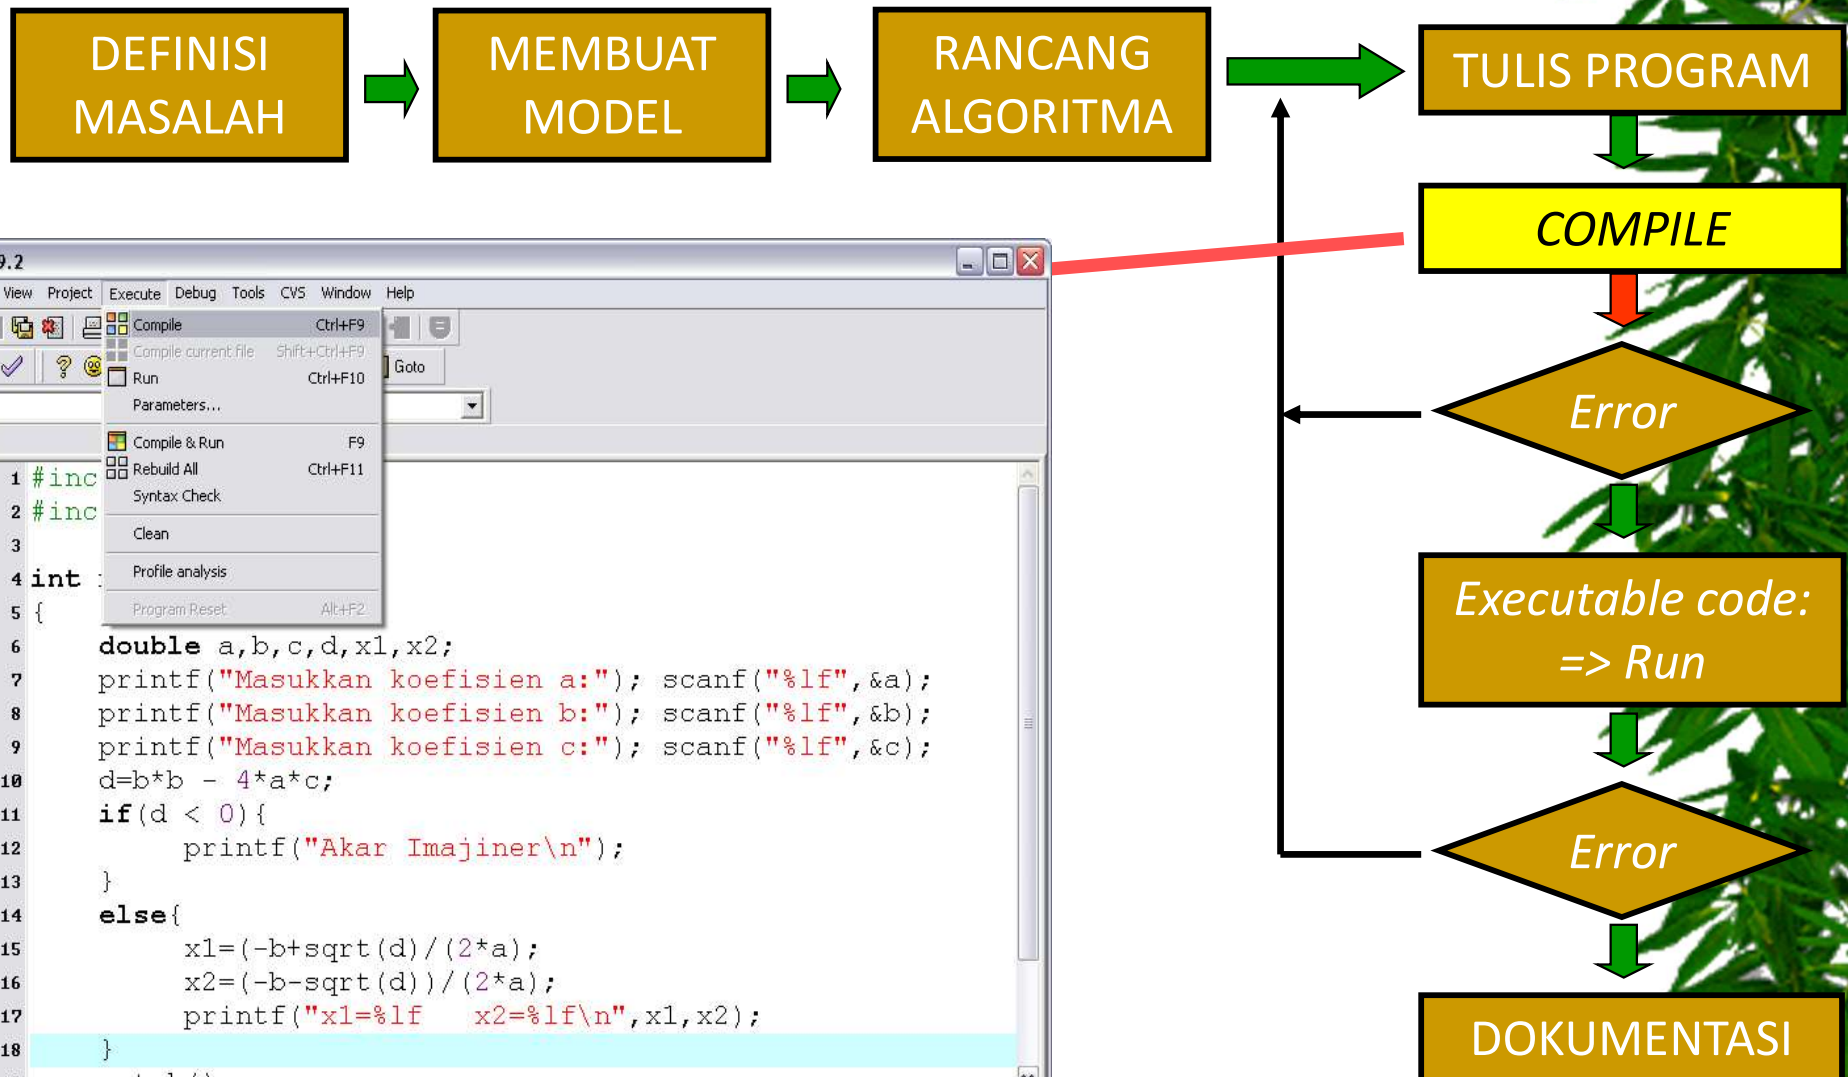 DEFINISI
MASALAH
MEMBUAT
MODEL
RANCANG
ALGORITMA
TULIS PROGRAM
COMPILE
Error
Executable code:
=> Run
Error
DOKUMENTASI
9.2
View Project Execute Debug Tools CVS Window Help
Compile Ctrl+F9
Compile current file Shift+Ctrl+F9
Run Ctrl+F10
Parameters...
Compile & Run F9
Rebuild All Ctrl+F11
Syntax Check
Clean
Profile analysis
Program Reset Alt+F2
Goto
1 #inc
2 #inc
3
4 int
5 {
6 double a,b,c,d,x1,x2;
7 printf("Masukkan koefisien a:"); scanf("%lf",&a);
8 printf("Masukkan koefisien b:"); scanf("%lf",&b);
9 printf("Masukkan koefisien c:"); scanf("%lf",&c);
10 d=b*b - 4*a*c;
11 if(d < 0){
12 printf("Akar Imajiner\n");
13 }
14 else{
15 x1=(-b+sqrt(d)/(2*a);
16 x2=(-b-sqrt(d))/(2*a);
17 printf("x1=%lf   x2=%lf\n",x1,x2);
18 }